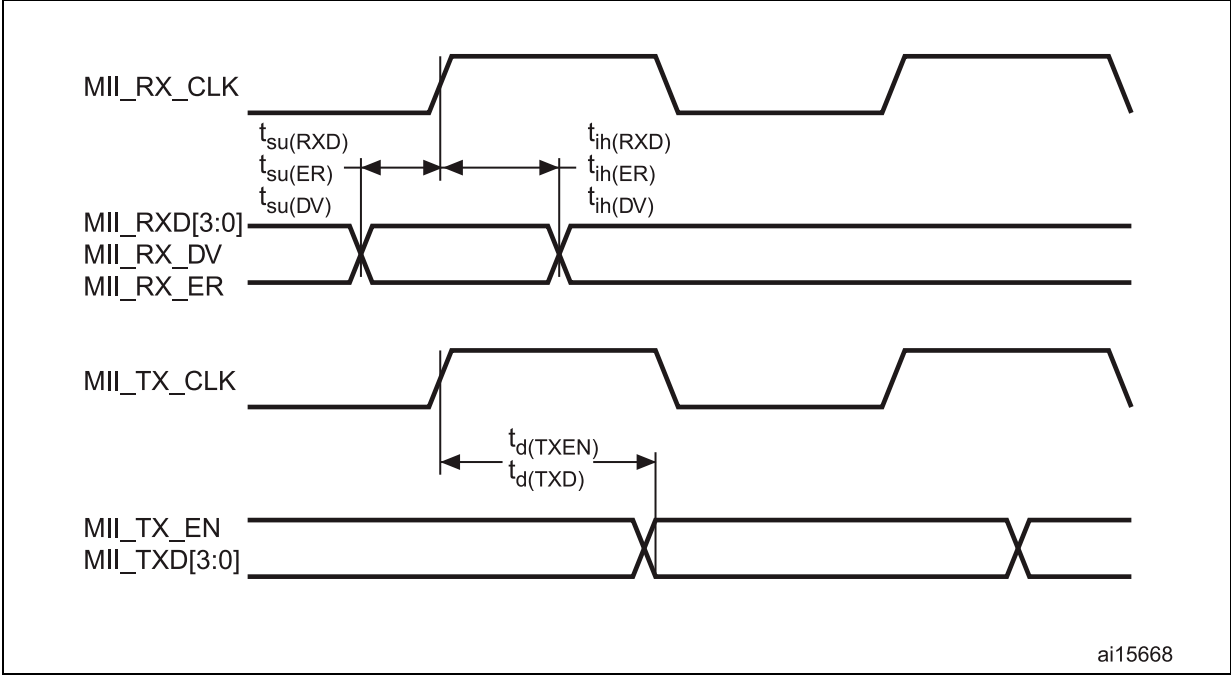 MII_RX_CLK
tsu(RXD)
tsu(ER)
tsu(DV)
tih(RXD)
tih(ER)
tih(DV)
MII_RXD[3:0]
MII_RX_DV
MII_RX_ER
MII_TX_CLK
td(TXEN)
td(TXD)
MII_TX_EN
MII_TXD[3:0]
ai15668